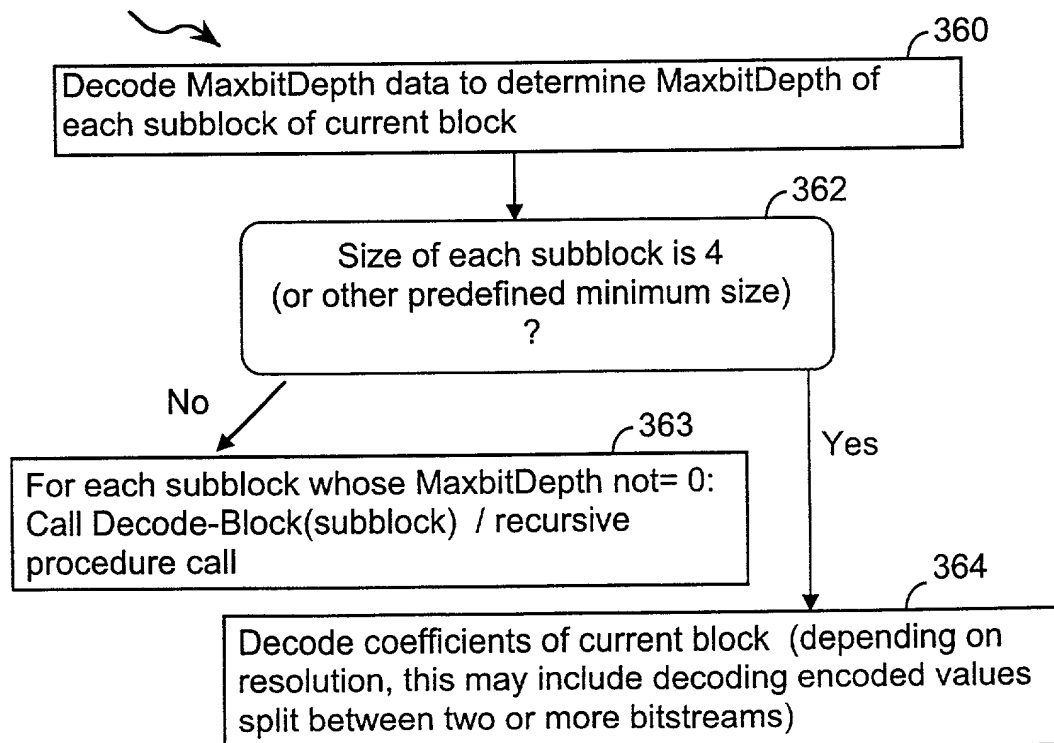 360
Decode MaxbitDepth data to determine MaxbitDepth of
each subblock of current block
362
Size of each subblock is 4
(or other predefined minimum size)
?
No
Yes
363
For each subblock whose MaxbitDepth not= 0:
Call Decode-Block(subblock) / recursive
procedure call
364
Decode coefficients of current block (depending on
resolution, this may include decoding encoded values
split between two or more bitstreams)